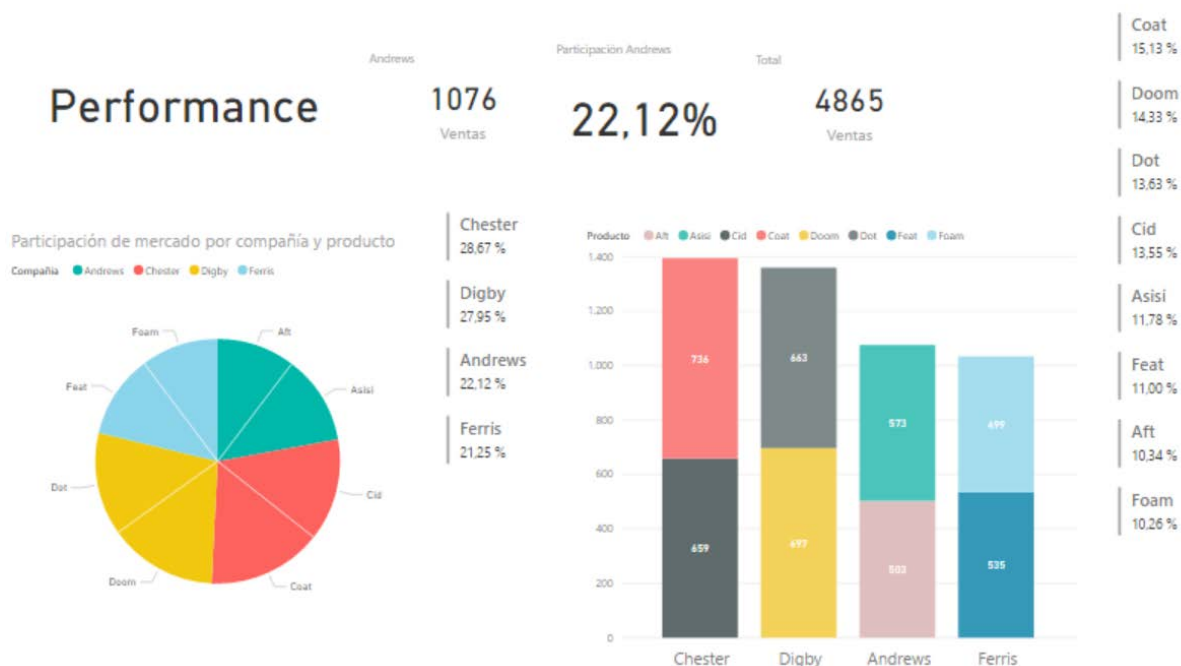 Performance
Andrews
1076
Ventas
Participación Andrews
22,12%
Total
4865
Ventas
Participación de mercado por compañía y producto
Compañía Andrews Chester Digby Ferris
Foam
Aft
Feat
Asisi
Dot
Cid
Doom
Coat
Chester
28,67 %
Digby
27,95 %
Andrews
22,12 %
Ferris
21,25 %
Producto Aft Asisi Cid Coat Doom Dot Feat Foam
1.400
1.200
1.000
800
600
400
200
0
736
659
663
697
573
503
499
535
Chester Digby Andrews Ferris
Coat
15,13 %
Doom
14,33 %
Dot
13,63 %
Cid
13,55 %
Asisi
11,78 %
Feat
11,00 %
Aft
10,34 %
Foam
10,26 %